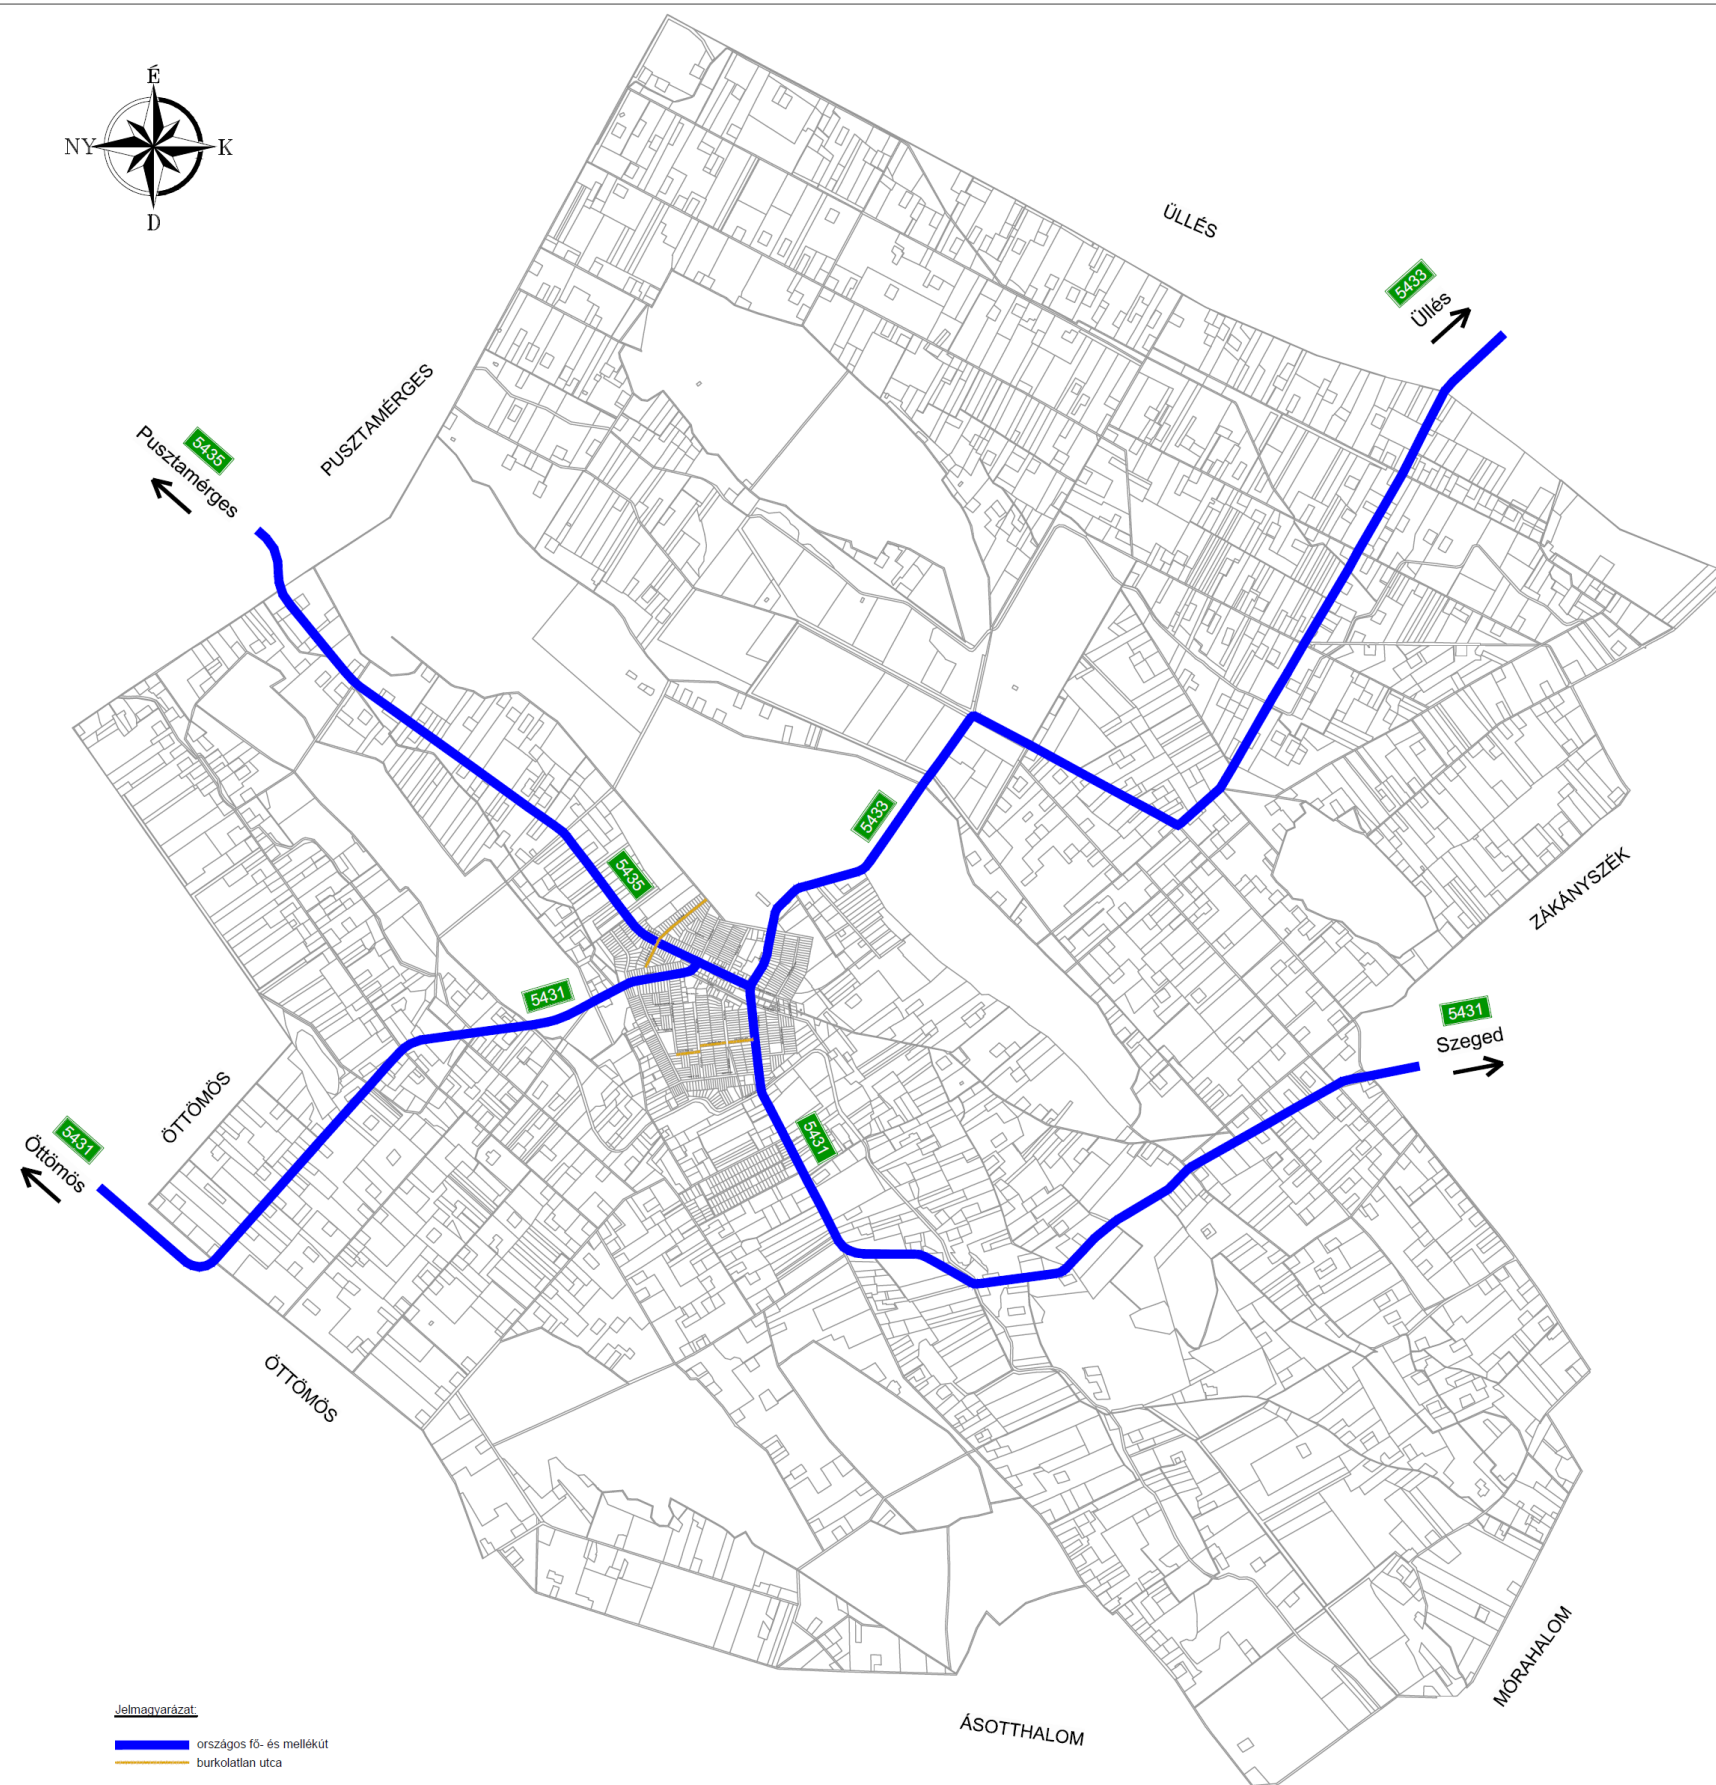 É
NY
K
D
ÜLLÉS
5433
Üllés
PUSZTAMÉRGES
5435
Pusztamérges
5433
5435
ZÁKÁNYSZÉK
5431
5431
Szeged
ÖTTÖMÖS
5431
Öttömös
5431
ÖTTÖMÖS
MÓRAHALOM
ÁSOTTHALOM
Jelmagyarázat:
országos fő- és mellékút
burkolatlan utca